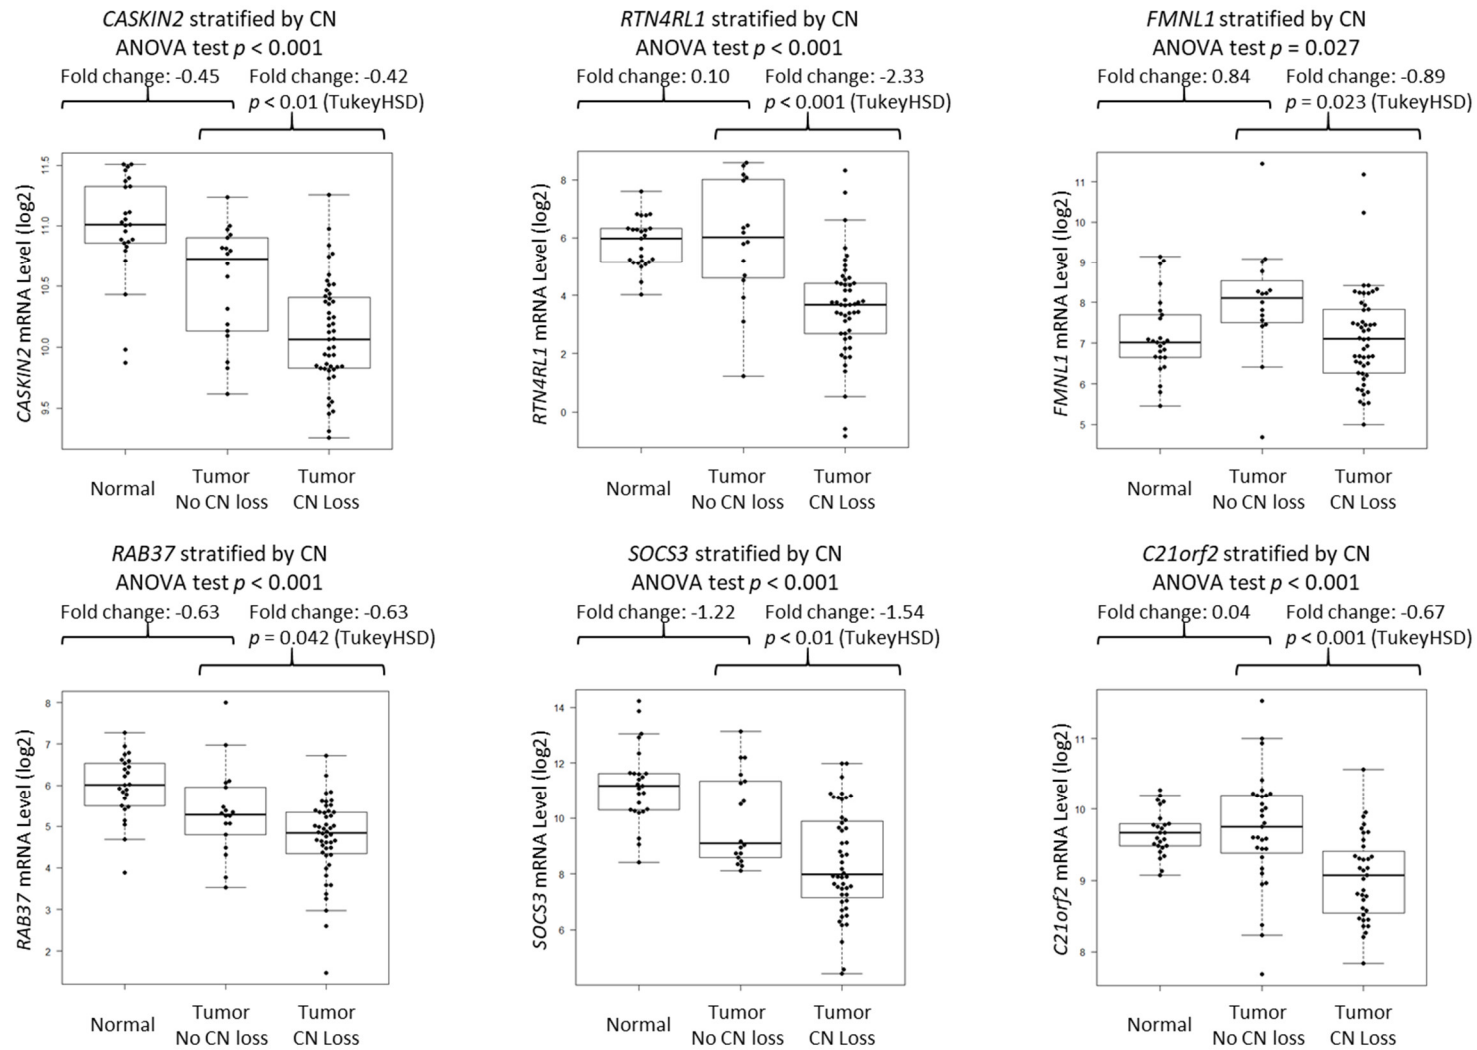 CASKIN2 stratified by CN
ANOVA test p < 0.001
Fold change: -0.45
Fold change: -0.42
p < 0.01 (TukeyHSD)
CASKIN2 mRNA Level (log2)
11.5
11.0
10.5
10.0
9.5
Normal
Tumor
No CN loss
Tumor
CN Loss
RTN4RL1 stratified by CN
ANOVA test p < 0.001
Fold change: 0.10
Fold change: -2.33
p < 0.001 (TukeyHSD)
RTN4RL1 mRNA Level (log2)
8
6
4
2
0
Normal
Tumor
No CN loss
Tumor
CN Loss
FMNL1 stratified by CN
ANOVA test p = 0.027
Fold change: 0.84
Fold change: -0.89
p = 0.023 (TukeyHSD)
FMNL1 mRNA Level (log2)
11
10
9
8
7
6
5
Normal
Tumor
No CN loss
Tumor
CN Loss
RAB37 stratified by CN
ANOVA test p < 0.001
Fold change: -0.63
Fold change: -0.63
p = 0.042 (TukeyHSD)
RAB37 mRNA Level (log2)
8
7
6
5
4
3
2
Normal
Tumor
No CN loss
Tumor
CN Loss
SOCS3 stratified by CN
ANOVA test p < 0.001
Fold change: -1.22
Fold change: -1.54
p < 0.01 (TukeyHSD)
SOCS3 mRNA Level (log2)
14
12
10
8
6
Normal
Tumor
No CN loss
Tumor
CN Loss
C21orf2 stratified by CN
ANOVA test p < 0.001
Fold change: 0.04
Fold change: -0.67
p < 0.001 (TukeyHSD)
C21orf2 mRNA Level (log2)
11
10
9
8
Normal
Tumor
No CN loss
Tumor
CN Loss